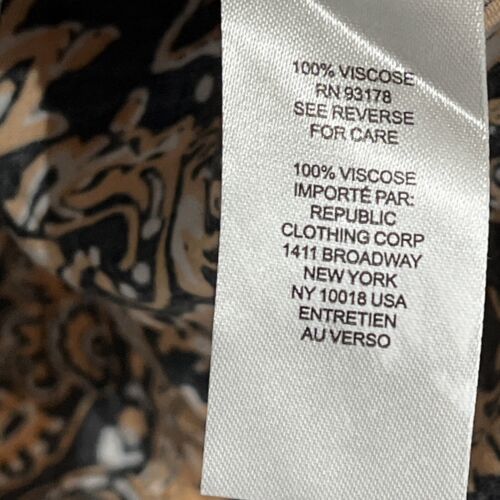 100% VISCOSE
RN 93178
SEE REVERSE
FOR CARE
100% VISCOSE
IMPORTÉ PAR:
REPUBLIC
CLOTHING CORP
1411 BROADWAY
NEW YORK
NY 10018 USA
ENTRETIEN
AU VERSO